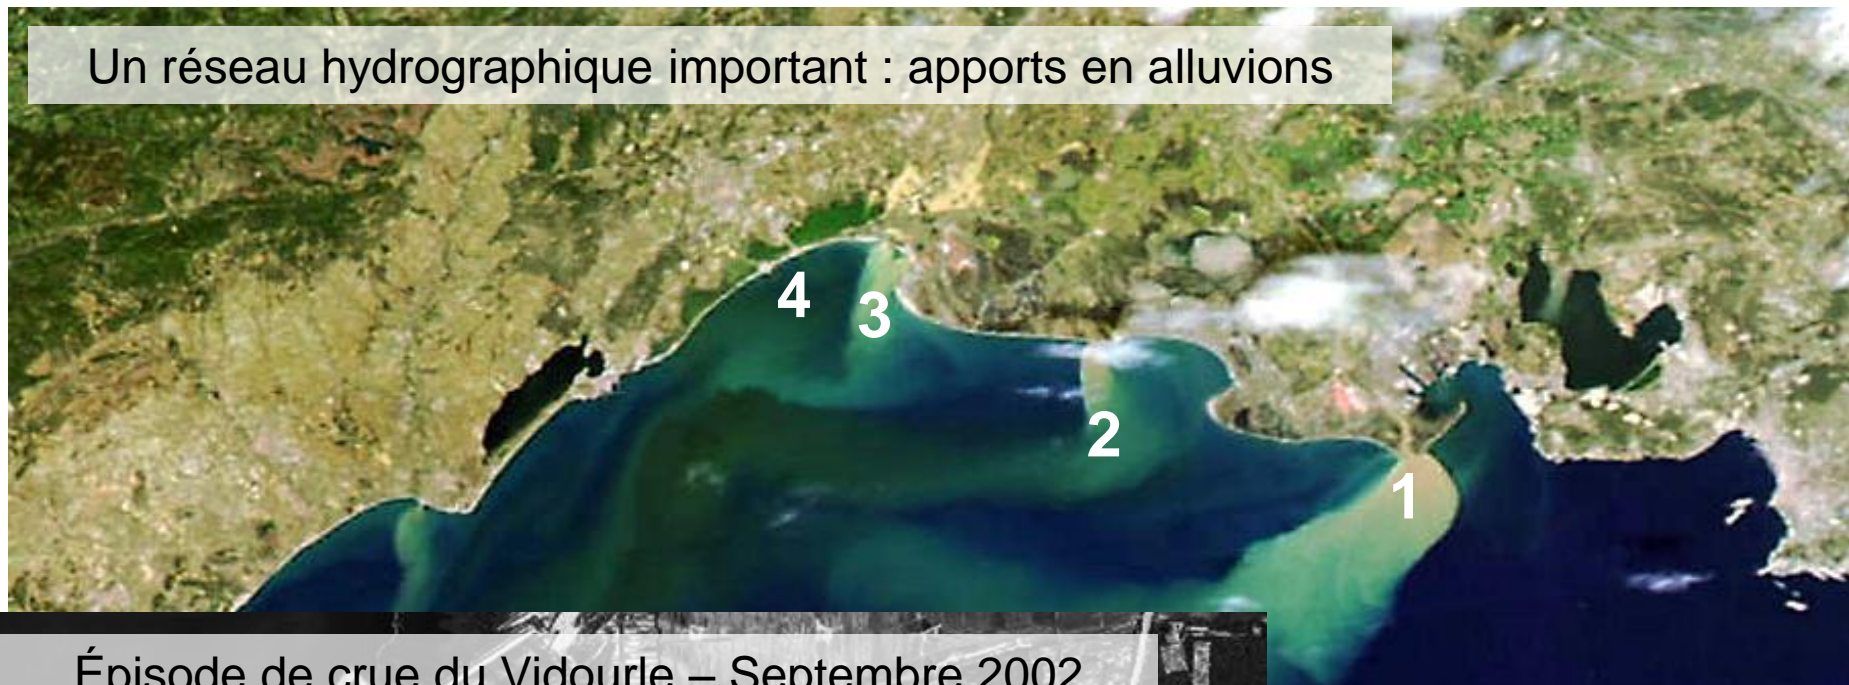 Un réseau hydrographique important : apports en alluvions
4
3
2
1
Épisode de crue du Vidourle – Septembre 2002